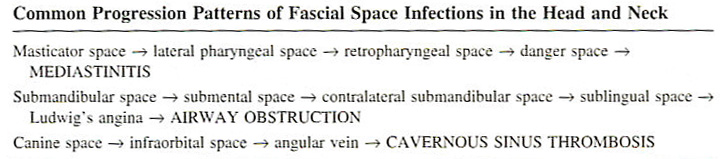 Common Progression Patterns of Fascial Space Infections in the Head and Neck
Masticator space → lateral pharyngeal space → retropharyngeal space → danger space →
MEDIASTINITIS
Submandibular space → submental space → contralateral submandibular space → sublingual space →
Ludwig's angina → AIRWAY OBSTRUCTION
Canine space → infraorbital space → angular vein → CAVERNOUS SINUS THROMBOSIS